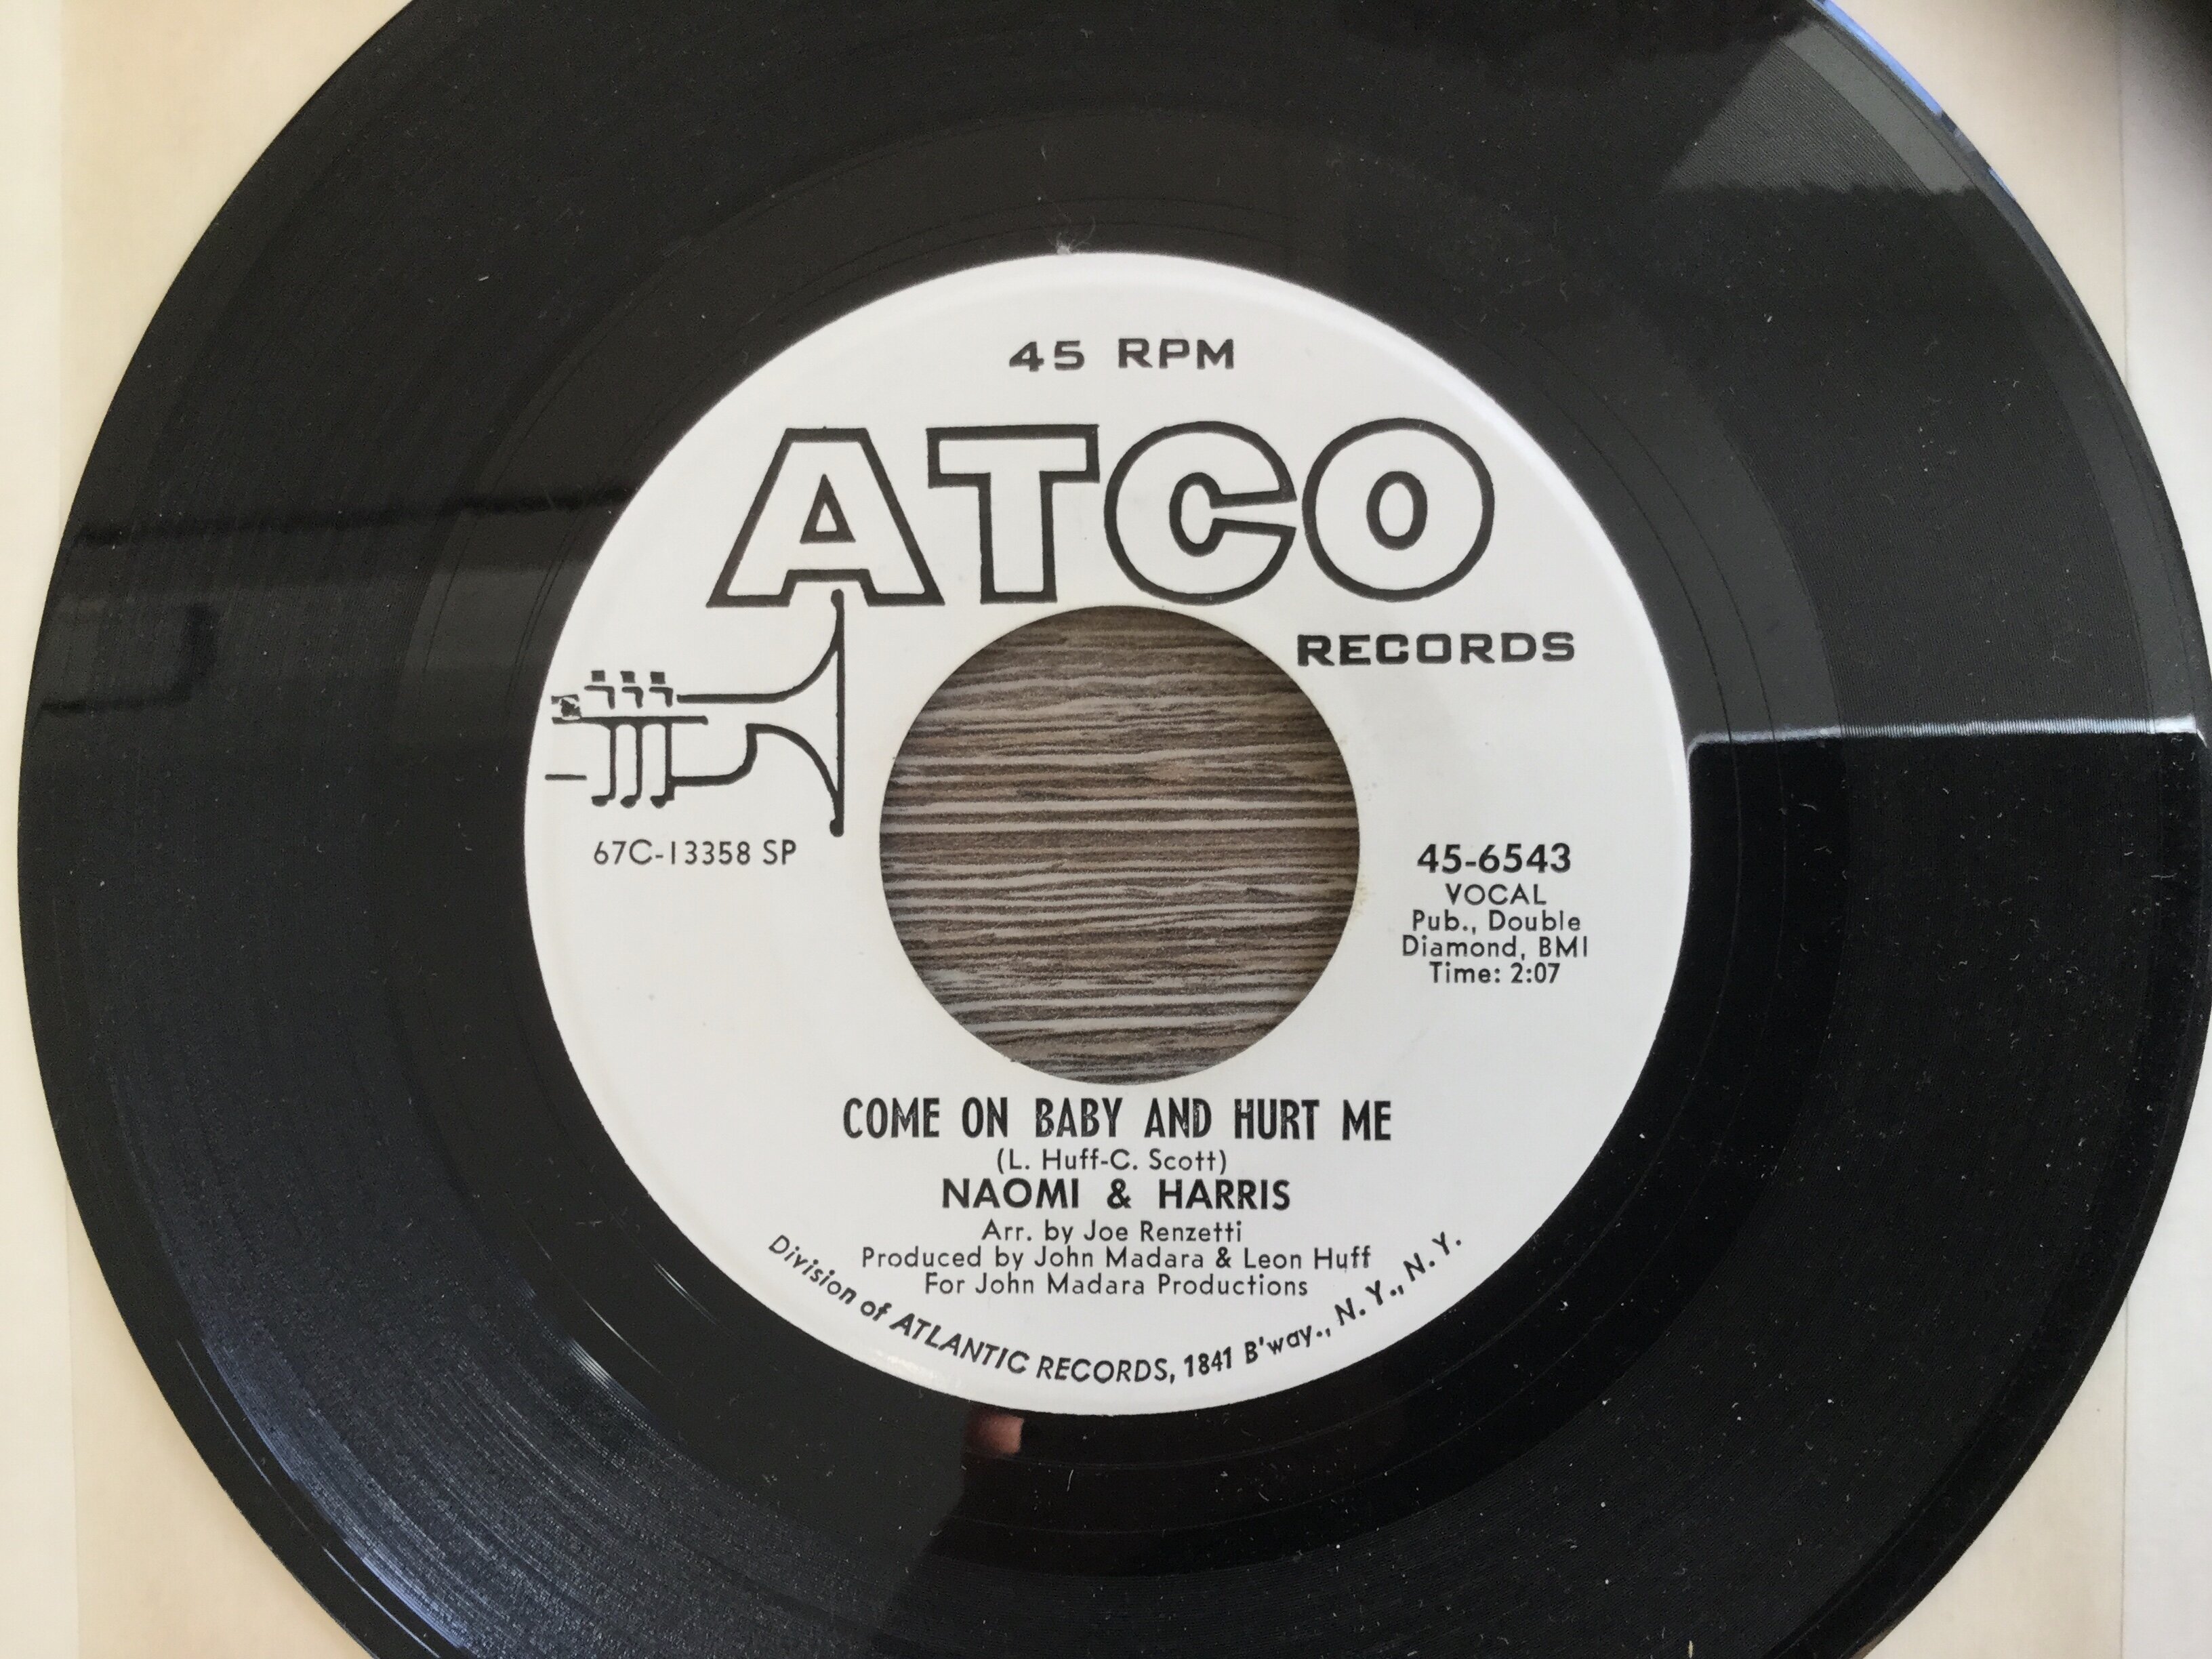 45 RPM
ATCO
RECORDS
67C-13358 SP
45-6543
VOCAL
Pub., Double
Diamond, BMI
Time: 2:07
COME ON BABY AND HURT ME
(L. Huff-C. Scott)
NAOMI & HARRIS
Arr. by Joe Renzetti
Produced by John Madara & Leon Huff
For John Madara Productions
Division of ATLANTIC RECORDS, 1841 B'way., N. Y., N. Y.